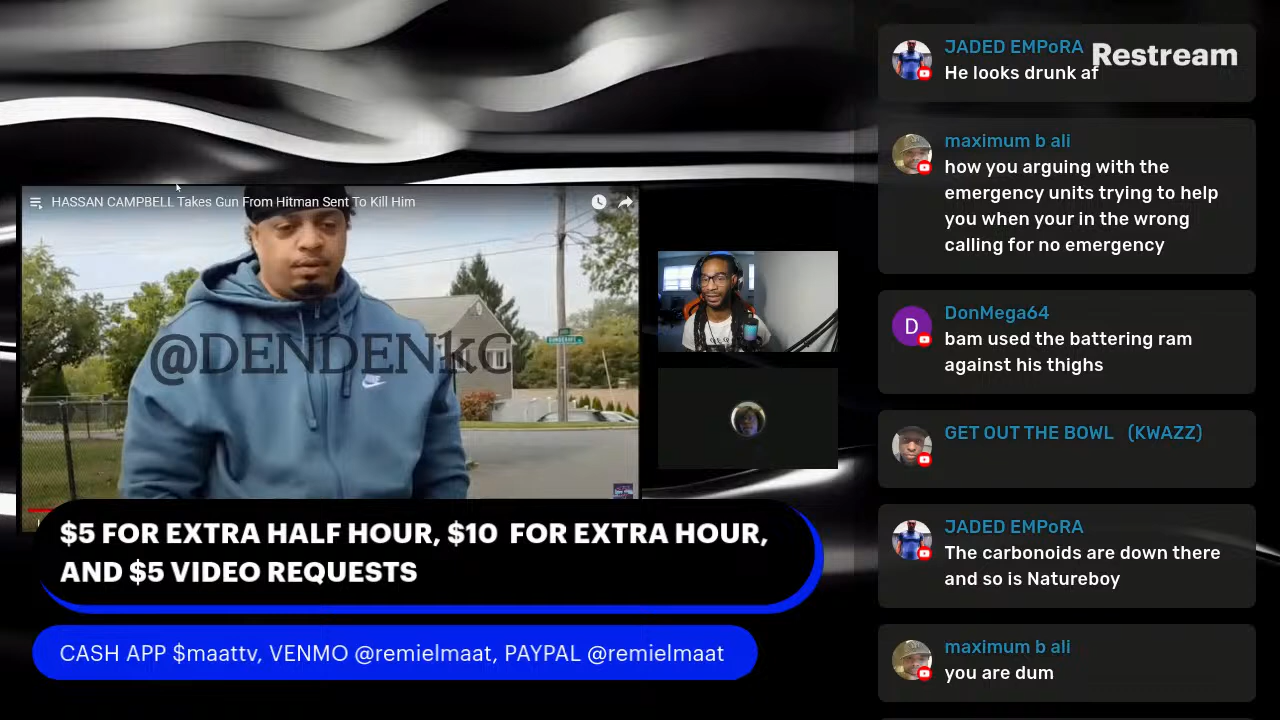 HASSAN CAMPBELL Takes Gun From Hitman Sent To Kill Him
@DENDEN1KG
$5 FOR EXTRA HALF HOUR, $10 FOR EXTRA HOUR,
AND $5 VIDEO REQUESTS
CASH APP $maattv, VENMO @remielmaat, PAYPAL @remielmaat
Restream
JADED EMPoRA
He looks drunk af
maximum b ali
how you arguing with the
emergency units trying to help
you when your in the wrong
calling for no emergency
D
DonMega64
bam used the battering ram
against his thighs
GET OUT THE BOWL (KWAZZ)
JADED EMPoRA
The carbonoids are down there
and so is Natureboy
maximum b ali
you are dum